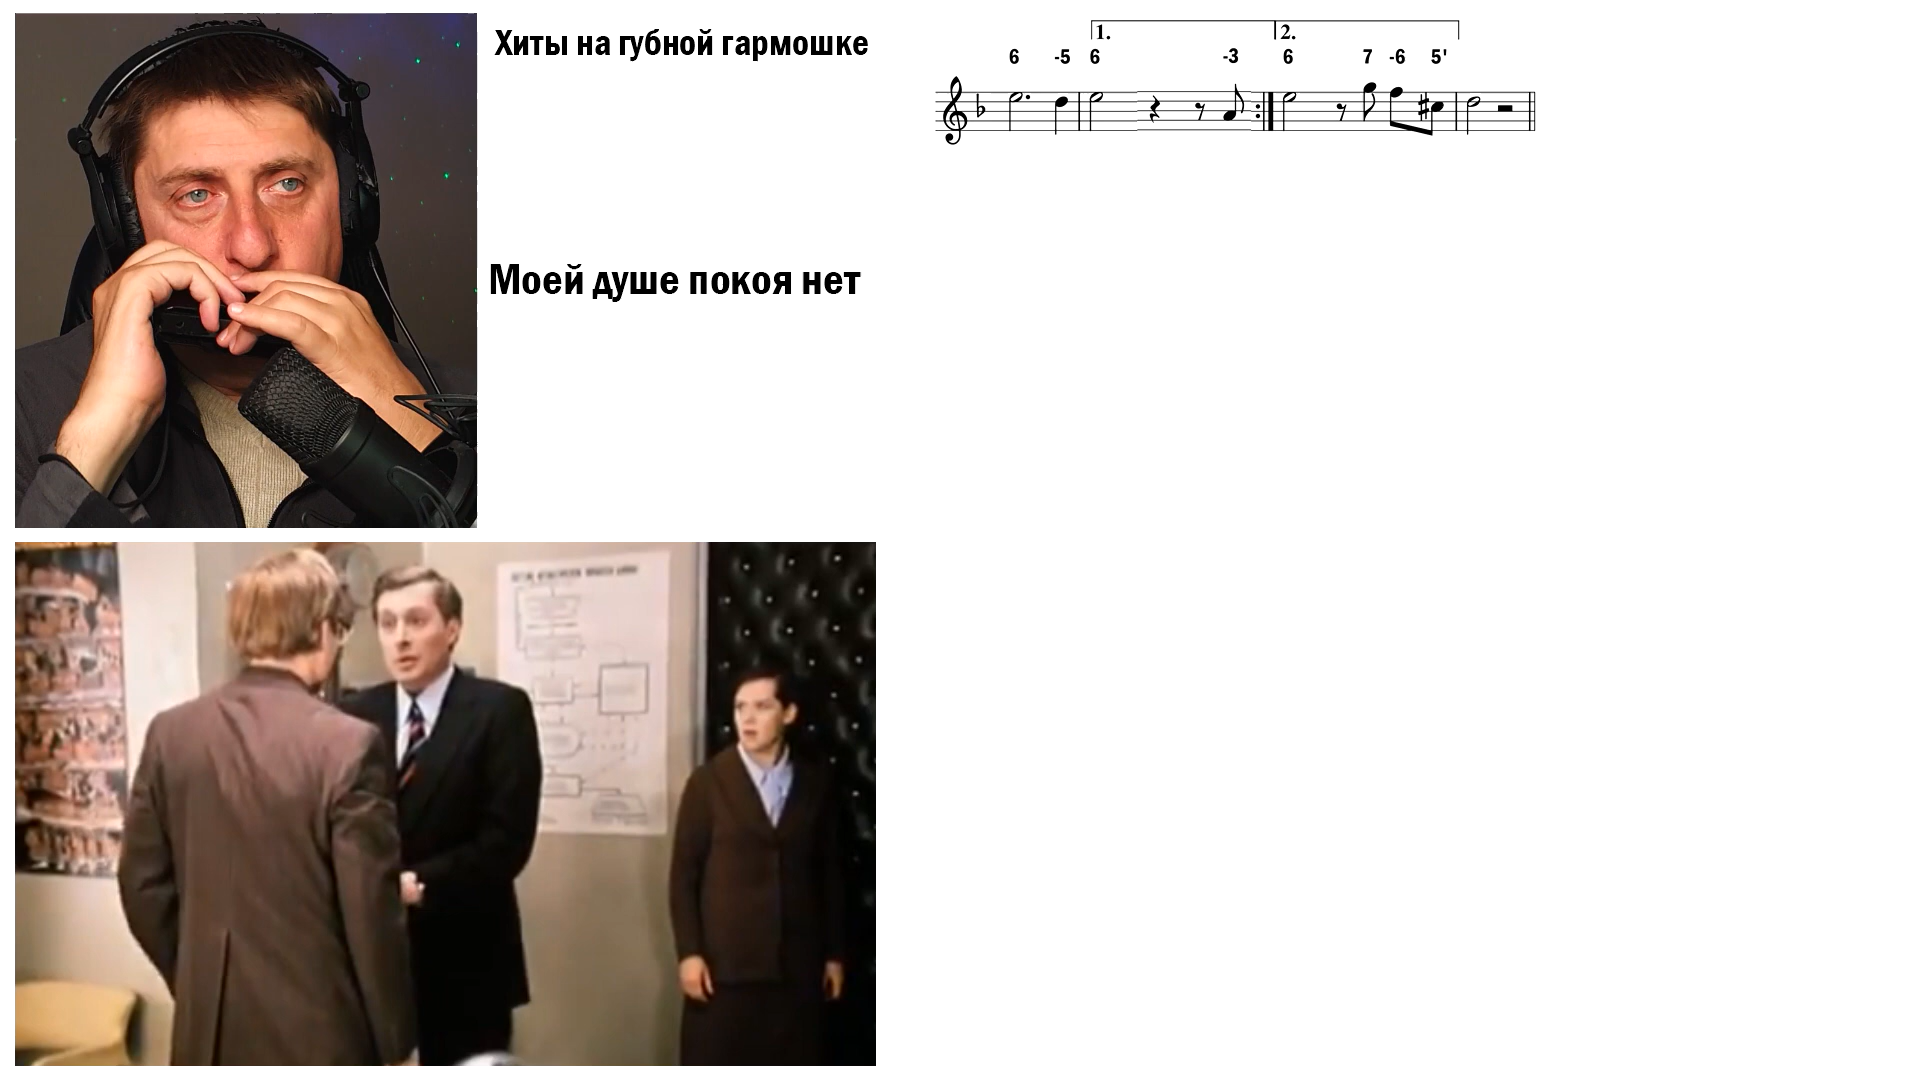 Хиты на губной гармошке
1. 2.
6 -5 6 -3 6 7 -6 5'
Моей душе покоя нет